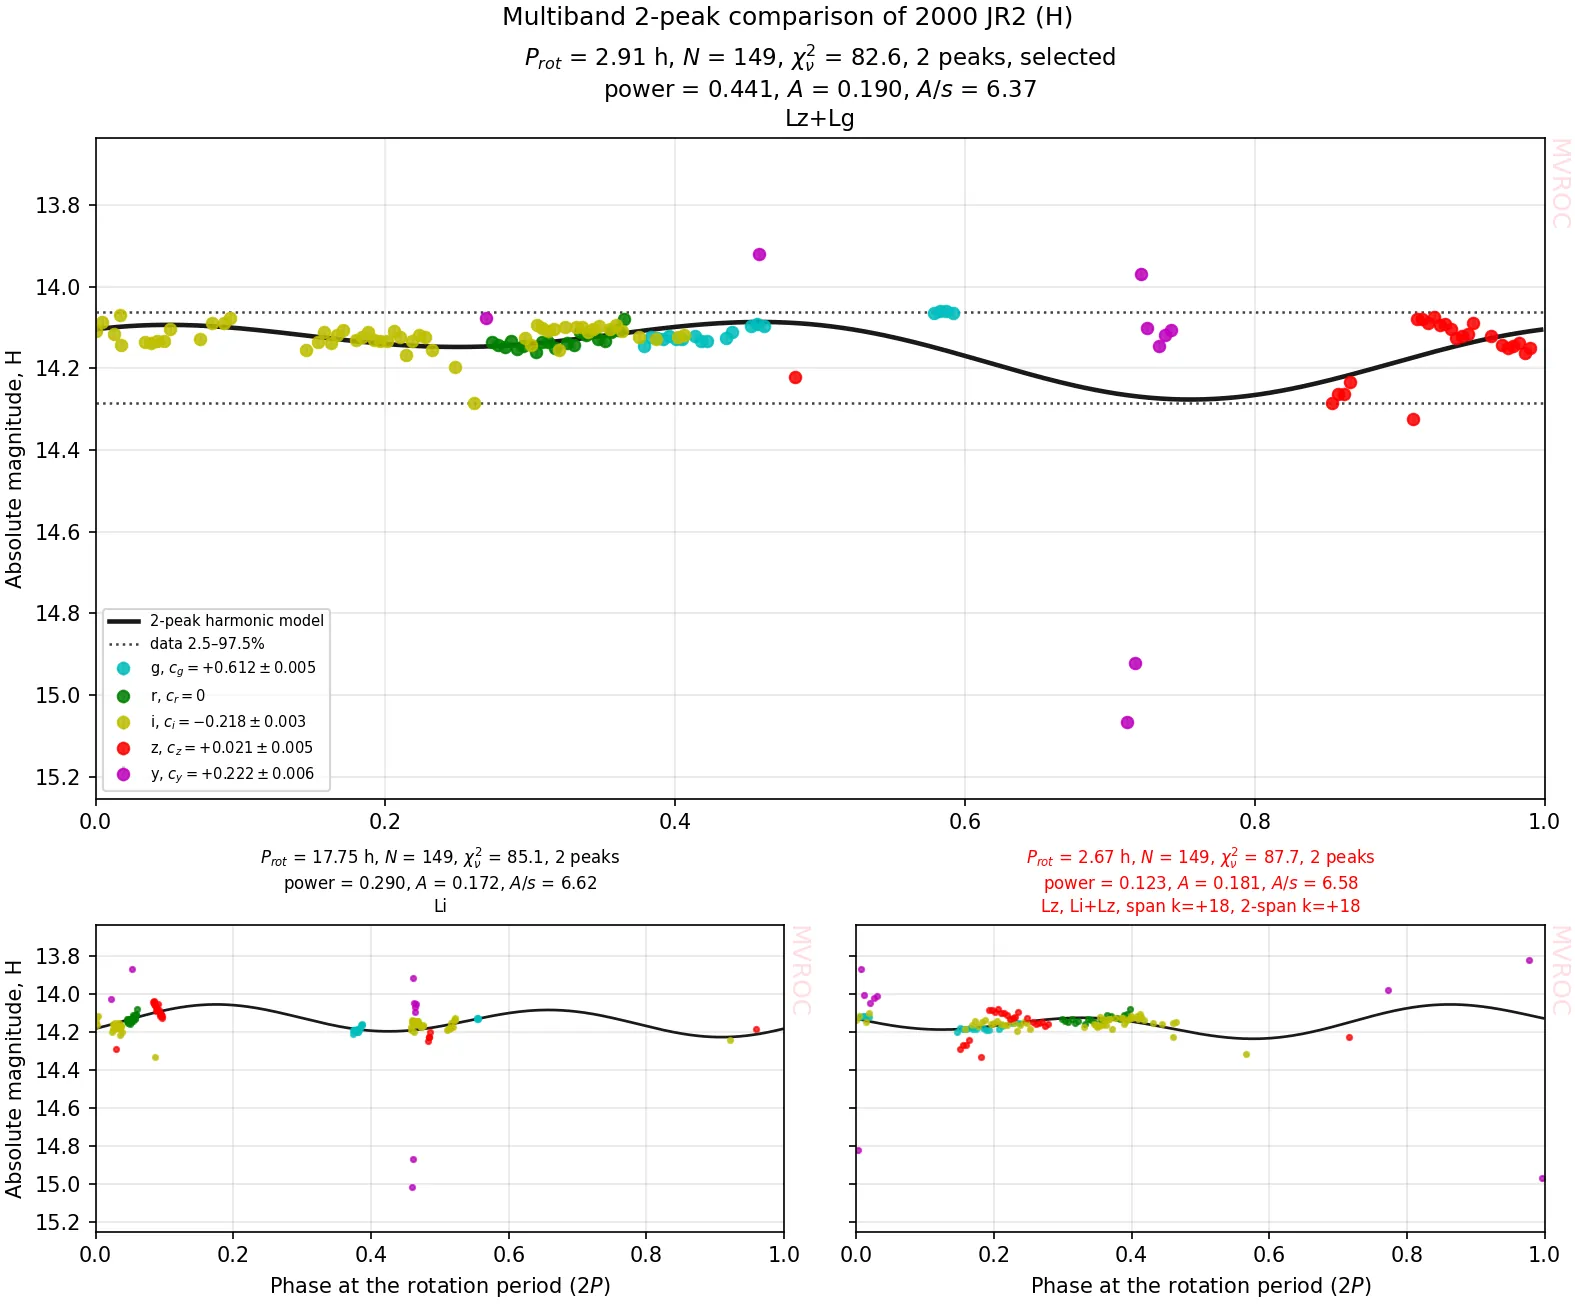 Multiband 2-peak comparison of 2000 JR2 (H)
P_rot = 2.91 h, N = 149, χ²_ν = 82.6, 2 peaks, selected
power = 0.441, A = 0.190, A/s = 6.37
Lz+Lg
MVROC
Absolute magnitude, H
13.8
14.0
14.2
14.4
14.6
14.8
15.0
15.2
2-peak harmonic model
data 2.5–97.5%
g, c_g = +0.612 ± 0.005
r, c_r = 0
i, c_i = −0.218 ± 0.003
z, c_z = +0.021 ± 0.005
y, c_y = +0.222 ± 0.006
0.0 0.2 0.4 0.6 0.8 1.0
P_rot = 17.75 h, N = 149, χ²_ν = 85.1, 2 peaks
power = 0.290, A = 0.172, A/s = 6.62
Li
MVROC
Absolute magnitude, H
13.8
14.0
14.2
14.4
14.6
14.8
15.0
15.2
0.0 0.2 0.4 0.6 0.8 1.0
Phase at the rotation period (2P)
P_rot = 2.67 h, N = 149, χ²_ν = 87.7, 2 peaks
power = 0.123, A = 0.181, A/s = 6.58
Lz, Li+Lz, span k=+18, 2-span k=+18
MVROC
0.0 0.2 0.4 0.6 0.8 1.0
Phase at the rotation period (2P)